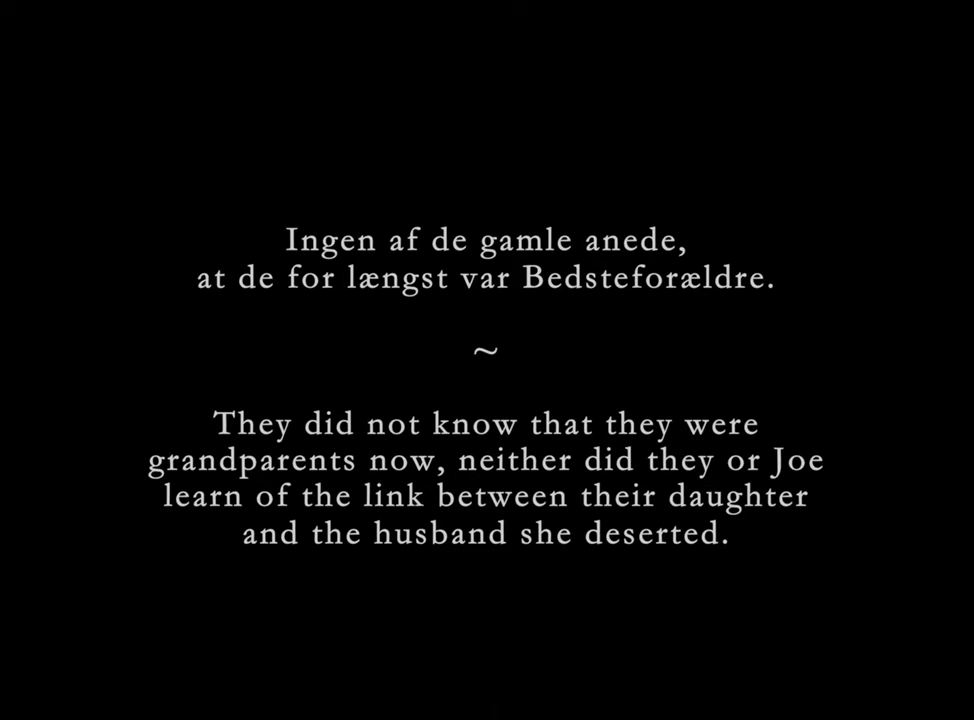 Ingen af de gamle anede,
at de for længst var Bedsteforældre.
~
They did not know that they were
grandparents now, neither did they or Joe
learn of the link between their daughter
and the husband she deserted.